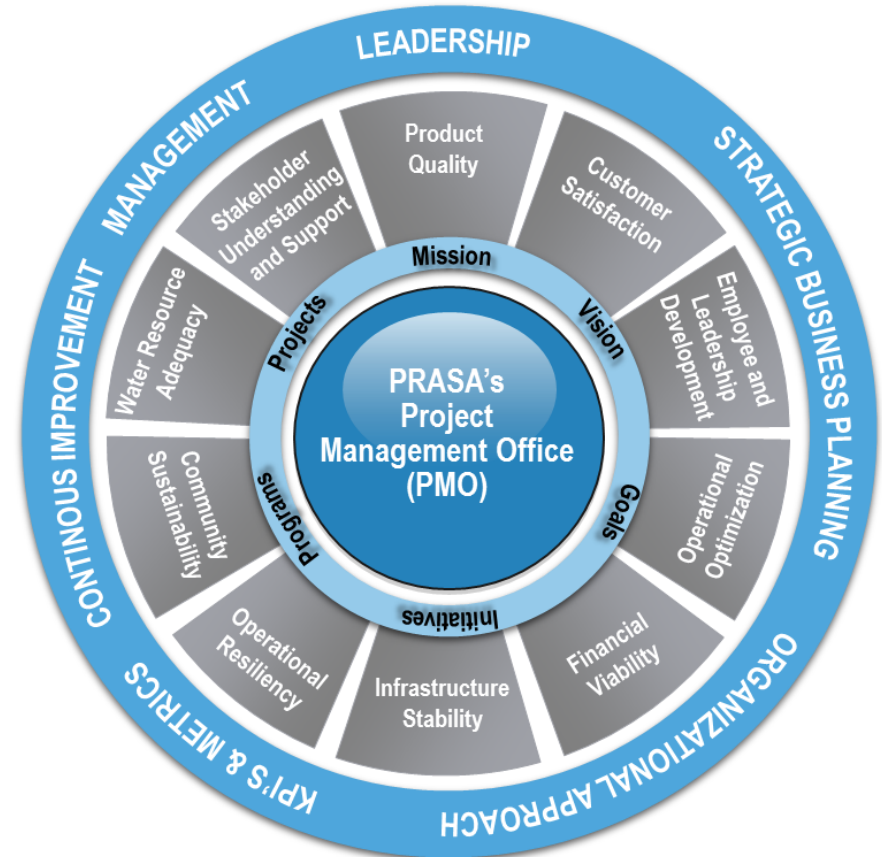 LEADERSHIP
STRATEGIC BUSINESS PLANNING
ORGANIZATIONAL APPROACH
KPI'S & METRICS
CONTINOUS IMPROVEMENT
MANAGEMENT
Product
Quality
Customer
Satisfaction
Employee and
Leadership
Development
Operational
Optimization
Financial
Viability
Infrastructure
Stability
Operational
Resiliency
Community
Sustainability
Water Resource
Adequacy
Stakeholder
Understanding
and Support
Mission
Vision
Goals
Initiatives
Programs
Projects
PRASA’s
Project
Management Office
(PMO)